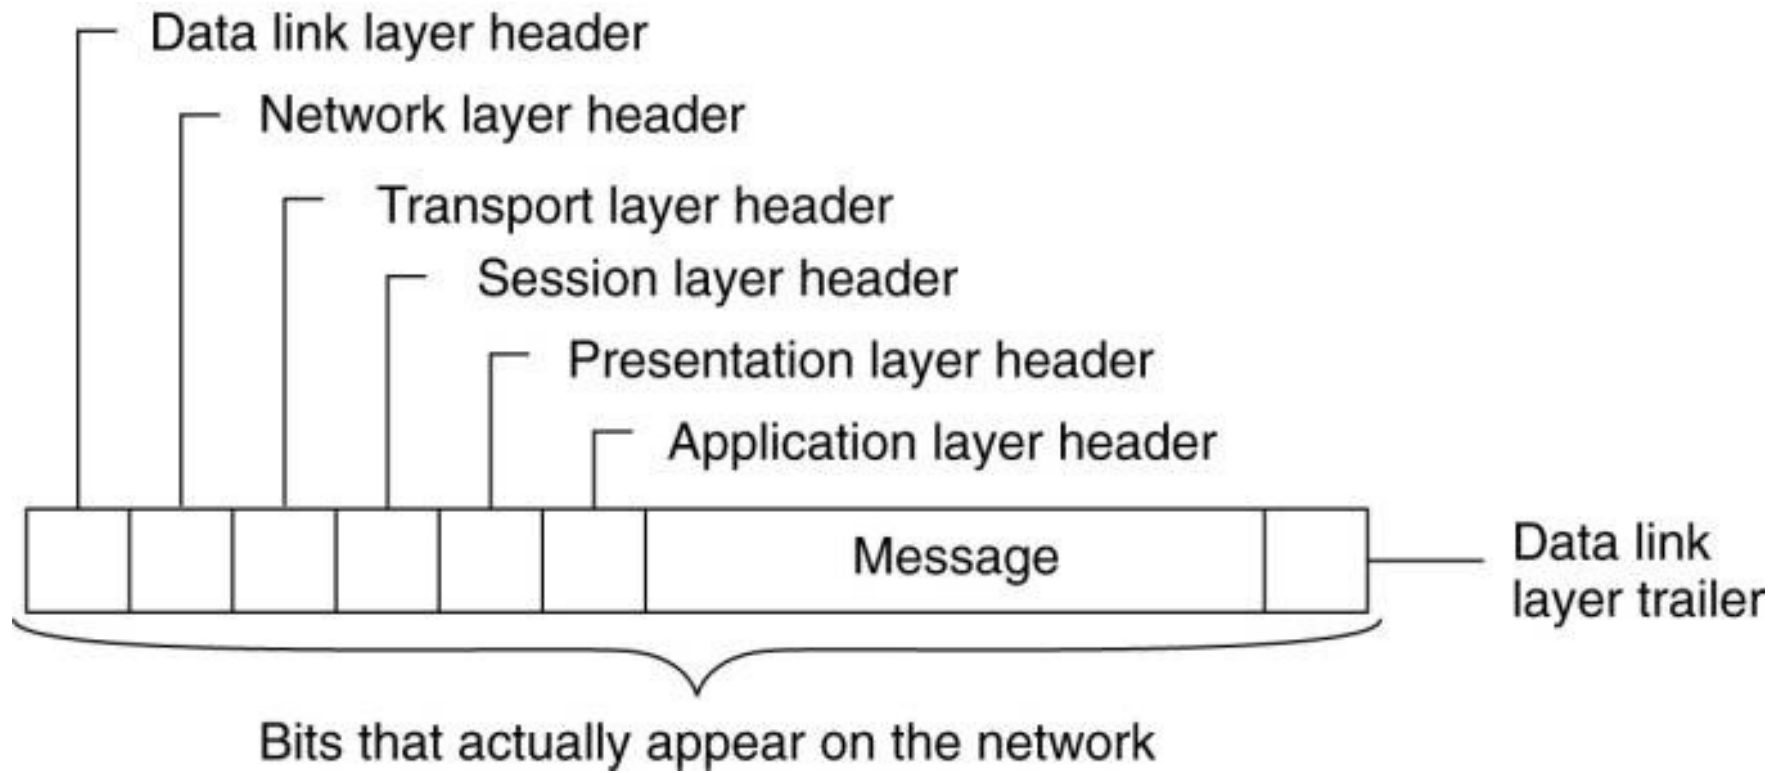 Data link layer header
Network layer header
Transport layer header
Session layer header
Presentation layer header
Application layer header
Message
Data link
layer trailer
Bits that actually appear on the network